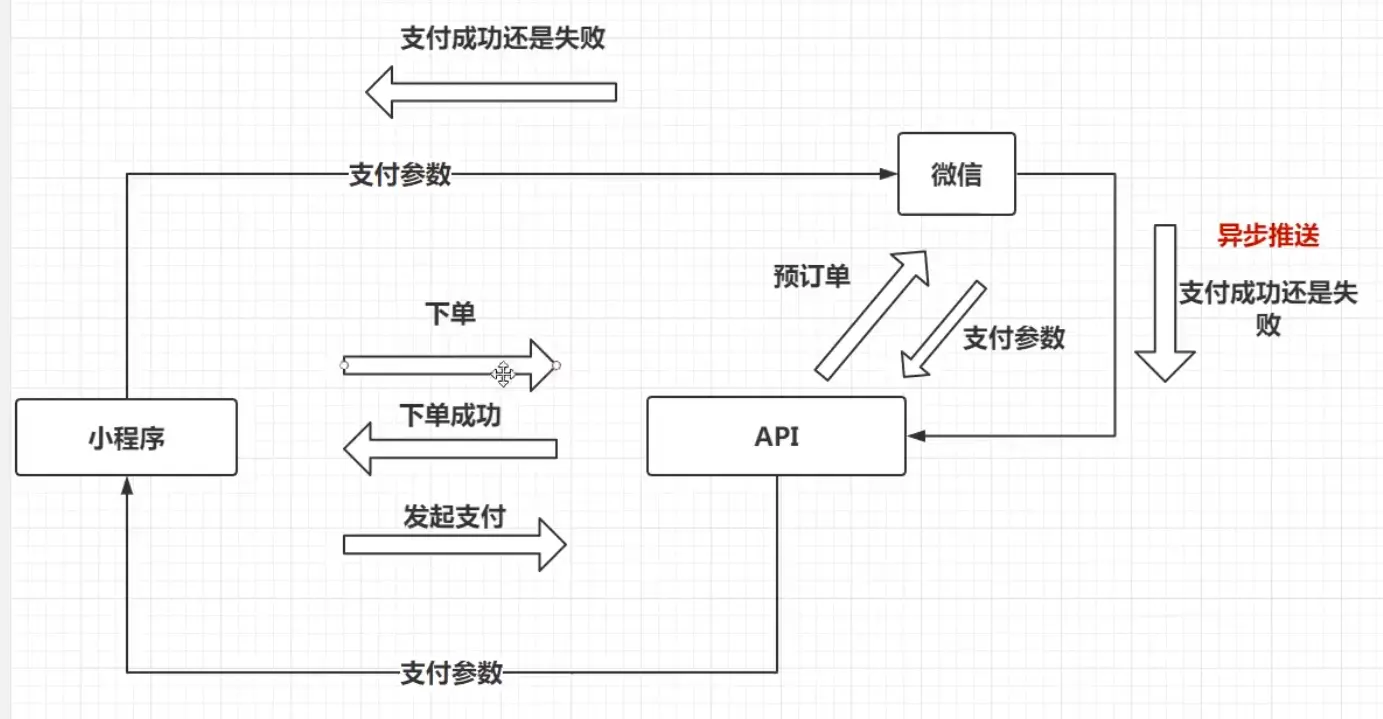 支付成功还是失败
支付参数
微信
异步推送
预订单
支付成功还是失
败
下单
支付参数
下单成功
小程序
API
发起支付
支付参数